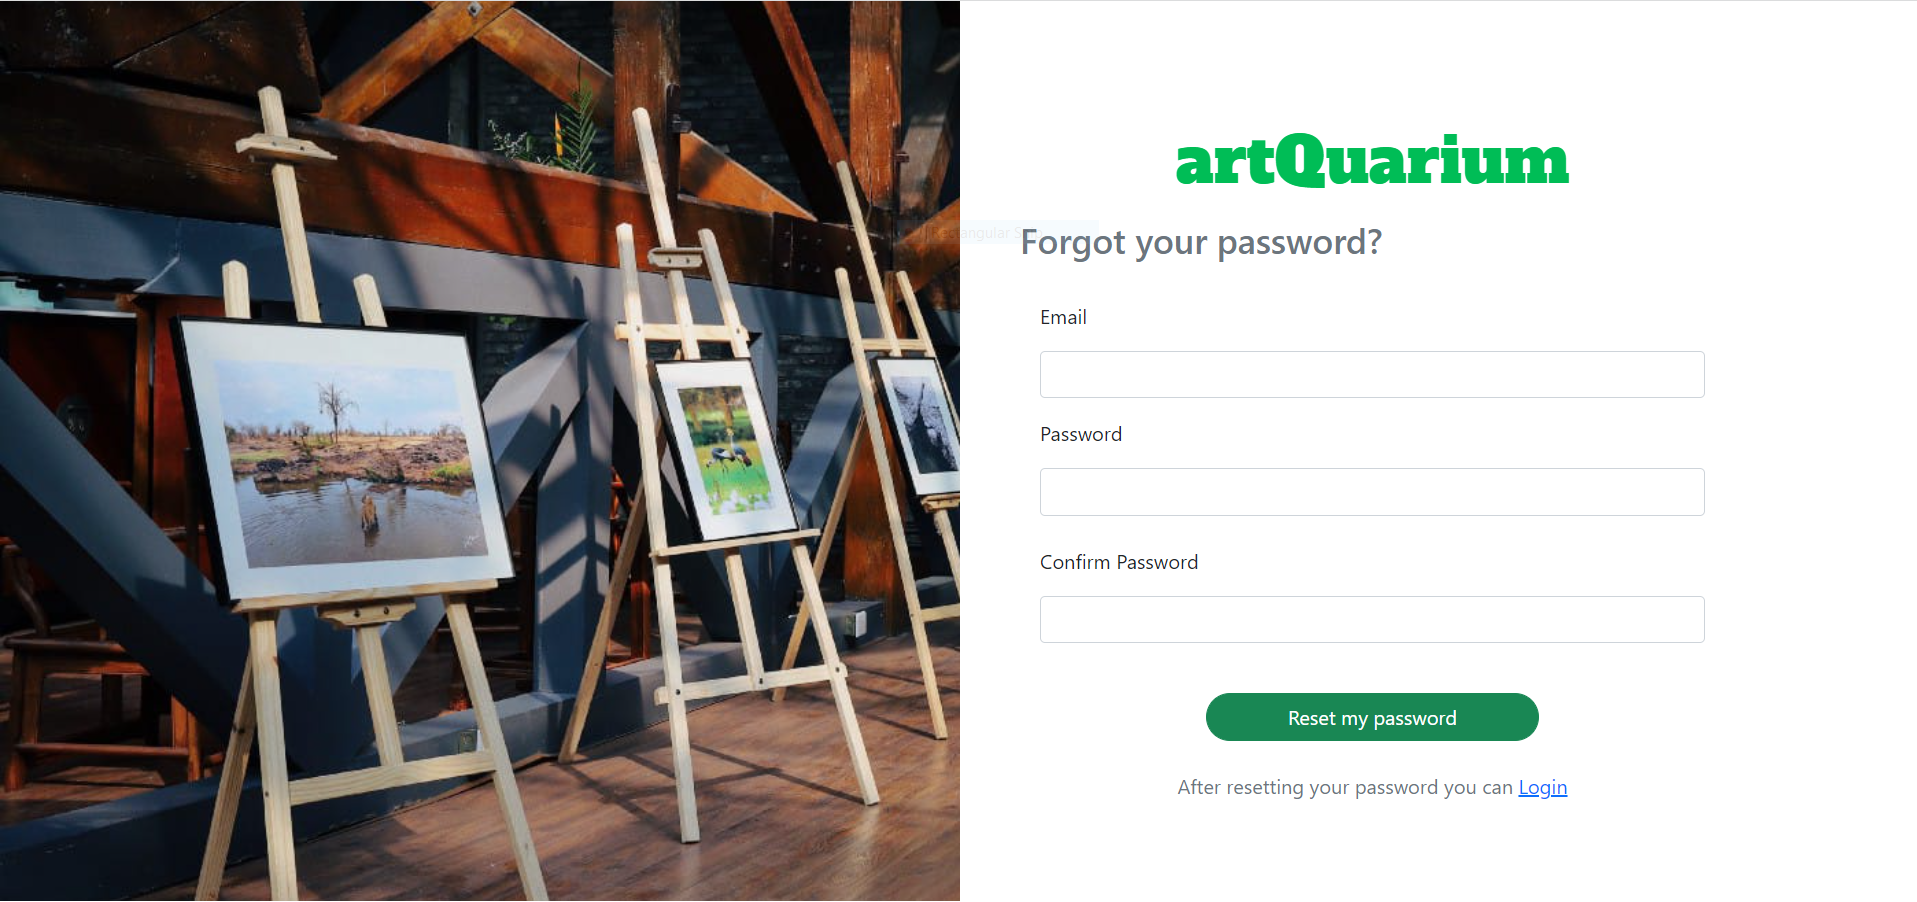 artQuarium
Forgot your password?
Email
Password
Confirm Password
Reset my password
After resetting your password you can Login